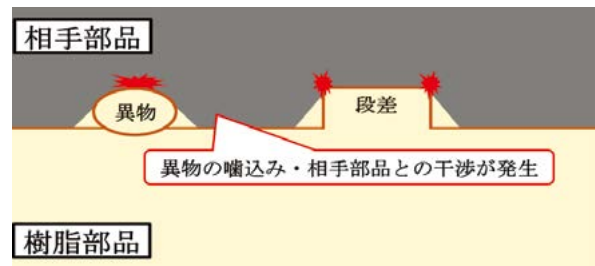 相手部品
異物
段差
異物の噛込み・相手部品との干渉が発生
樹脂部品